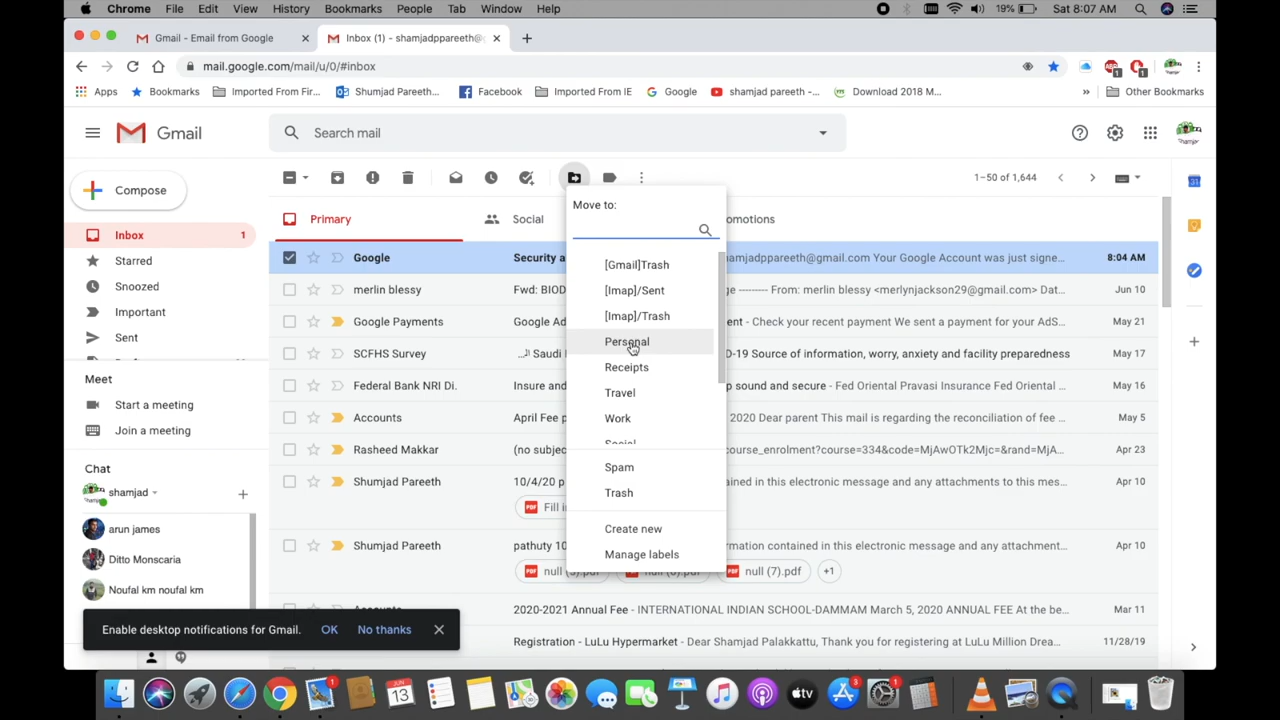 Chrome File Edit View History Bookmarks People Tab Window Help 19% Sat 8:07 AM
Gmail - Email from Google Inbox (1) - shamjadppareeth@g
mail.google.com/mail/u/0/#inbox
Apps Bookmarks Imported From Fir... Shumjad Pareeth... Facebook Imported From IE Google shamjad pareeth -... Download 2018 M... » Other Bookmarks
Gmail Search mail
Compose 1–50 of 1,644
Move to:
Inbox 1 Primary Social omotions
Google Security a hamjadppareeth@gmail.com Your Google Account was just signe... 8:04 AM
Starred [Gmail]Trash
Snoozed merlin blessy Fwd: BIOD [Imap]/Sent ge --------- From: merlin blessy <merlynjackson29@gmail.com> Dat... Jun 10
Important Google Payments Google Ad [Imap]/Trash ent - Check your recent payment We sent a payment for your AdS... May 21
Sent Personal
SCFHS Survey Saudi D-19 Source of information, worry, anxiety and facility preparedness May 17
Meet Receipts
Federal Bank NRI Di. Insure and p sound and secure - Fed Oriental Pravasi Insurance Fed Oriental... May 16
Start a meeting Travel
Accounts April Fee p Work 2020 Dear parent This mail is regarding the reconciliation of fee ... May 5
Join a meeting
Rasheed Makkar (no subjec Social course_enrolment?course=334&code=MjAwOTk2Mjc=&rand=MjA... Apr 23
Chat Spam
Shumjad Pareeth 10/4/20 p ained in this electronic message and any attachments to this e... Apr 10
shamjad Trash
Fill i
arun james Create new
Shumjad Pareeth pathuty 10 rmation contained in this electronic message and any attachment... Apr 10
Ditto Monscaria Manage labels
null (7).pdf +1
Noufal km noufal km
Accounts 2020-2021 Annual Fee - INTERNATIONAL INDIAN SCHOOL-DAMMAM March 5, 2020 ANNUAL FEE At the be... Mar 11
Enable desktop notifications for Gmail. OK No thanks
Registration - LuLu Hypermarket - Dear Shamjad Palakkattu, Thank you for registering at LuLu Million Drea... 11/28/19
JUN
13